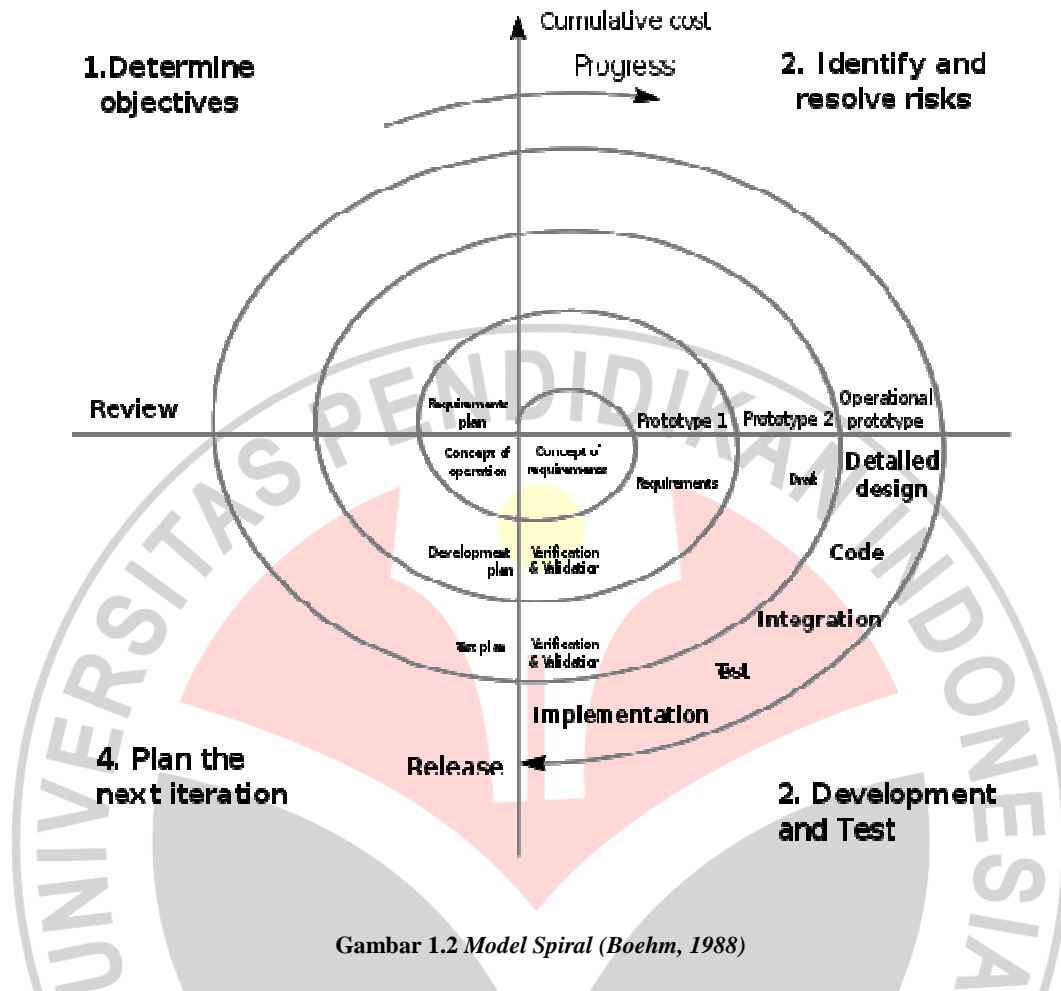 Cumulative cost
Progress
1.Determine
objectives
2. Identify and
resolve risks
Review
Requirements
plan
Prototype 1
Prototype 2
Operational
prototype
Concept of
operation
Concept of
requirements
Requirements
Draft
Detailed
design
Code
Development
plan
Verification
& Validation
Integration
Test plan
Verification
& Validation
Test
Implementation
Release
4. Plan the
next iteration
2. Development
and Test
UNIVERSITAS PENDIDIKAN INDONESIA
Gambar 1.2 Model Spiral (Boehm, 1988)